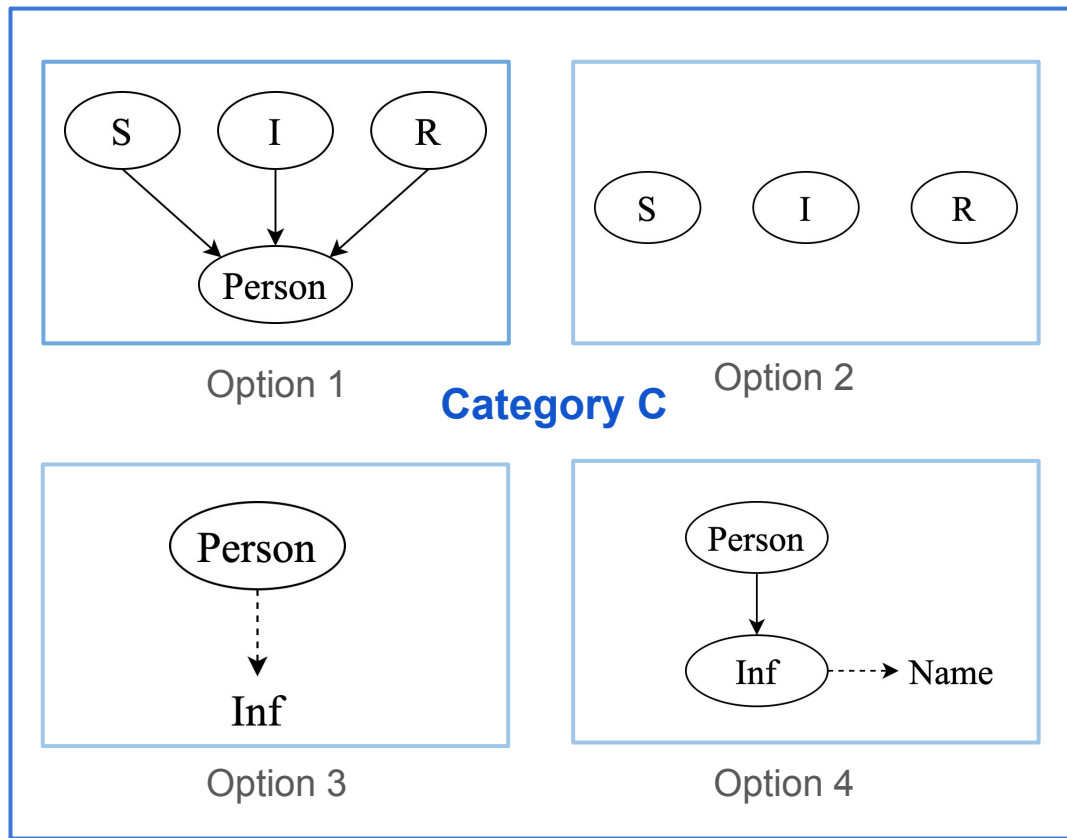 S I R
Person
Option 1
S I R
Option 2
Category C
Person
Inf
Option 3
Person
Inf Name
Option 4